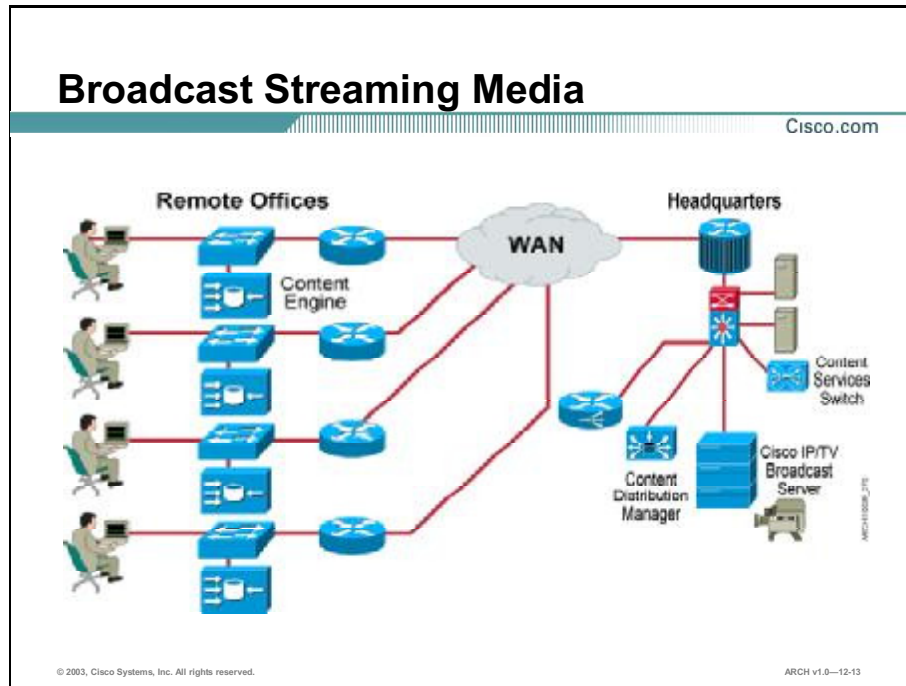 Broadcast Streaming Media
Cisco.com
Remote Offices
Headquarters
WAN
Content
Engine
Content
Services
Switch
Cisco IP/TV
Broadcast
Server
Content
Distribution
Manager
© 2003, Cisco Systems, Inc. All rights reserved.
ARCH v1.0—12-13